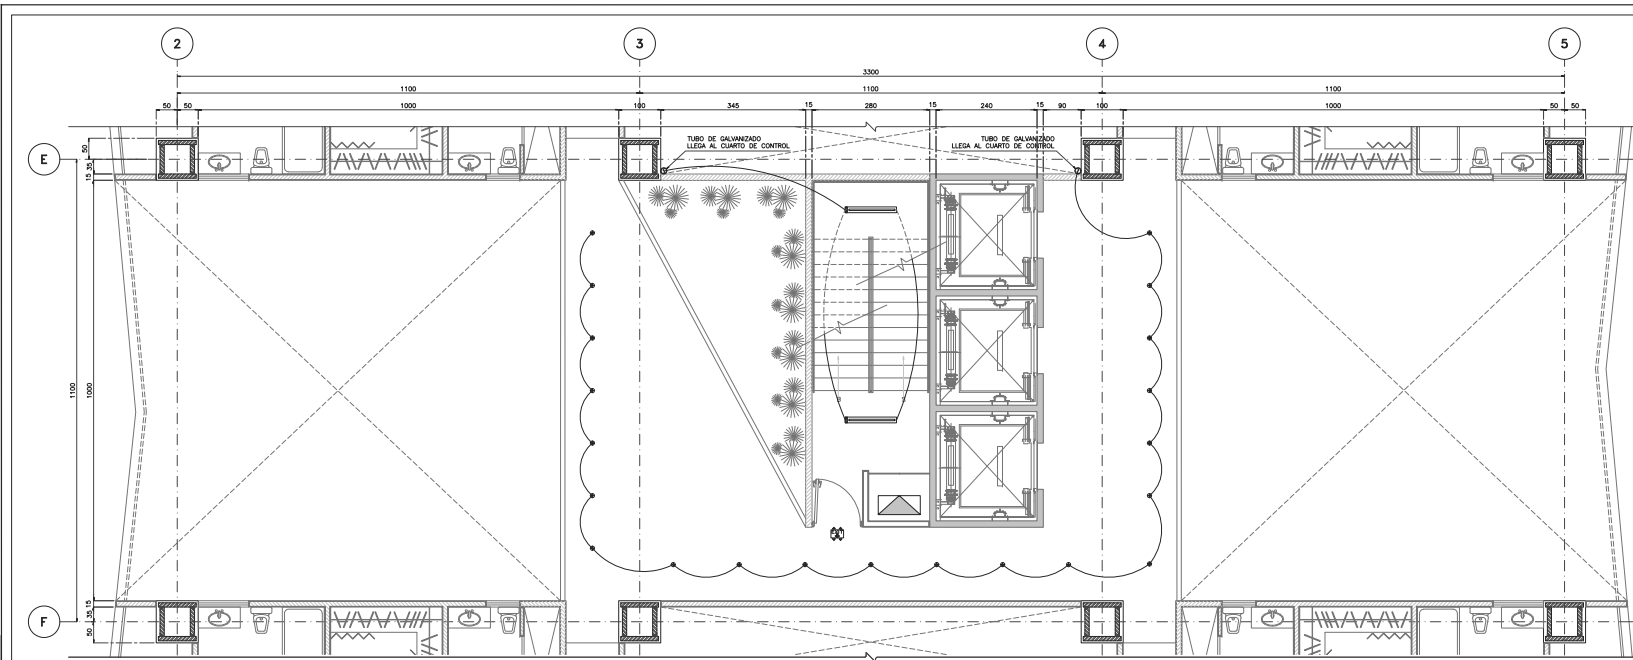 2 3 4 5
3300
1100 1100 1100
50 50 1000 100 345 15 280 15 240 15 90 100 1000 50 50
TUBO DE GALVANIZADO
LLEGA AL CUARTO DE CONTROL
TUBO DE GALVANIZADO
LLEGA AL CUARTO DE CONTROL
E
50
35
15
1100
1000
B S
15
35
50
F